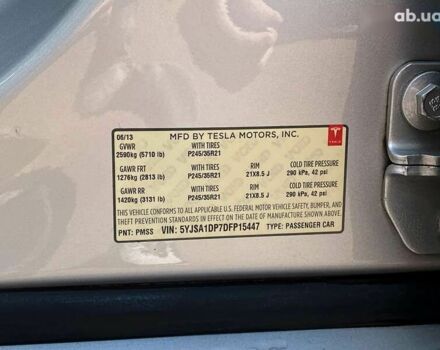 ab.ua
06/13 MFD BY TESLA MOTORS, INC.
GVWR WITH TIRES
2590kg (5710 lb) P245/35R21
TESLA
GAWR FRT WITH TIRES RIM COLD TIRE PRESSURE
1276kg (2813 lb) P245/35R21 21X8.5 J 290 kPa, 42 psi
GAWR RR WITH TIRES RIM COLD TIRE PRESSURE
1420kg (3131 lb) P245/35R21 21X8.5 J 290 kPa, 42 psi
THIS VEHICLE CONFORMS TO ALL APPLICABLE U.S. FEDERAL MOTOR VEHICLE SAFETY, BUMPER, AND
THEFT PREVENTION STANDARDS IN EFFECT ON THE DATE OF MANUFACTURE SHOWN ABOVE.
PNT: PMSS VIN: 5YJSA1DP7DFP15447 TYPE: PASSENGER CAR